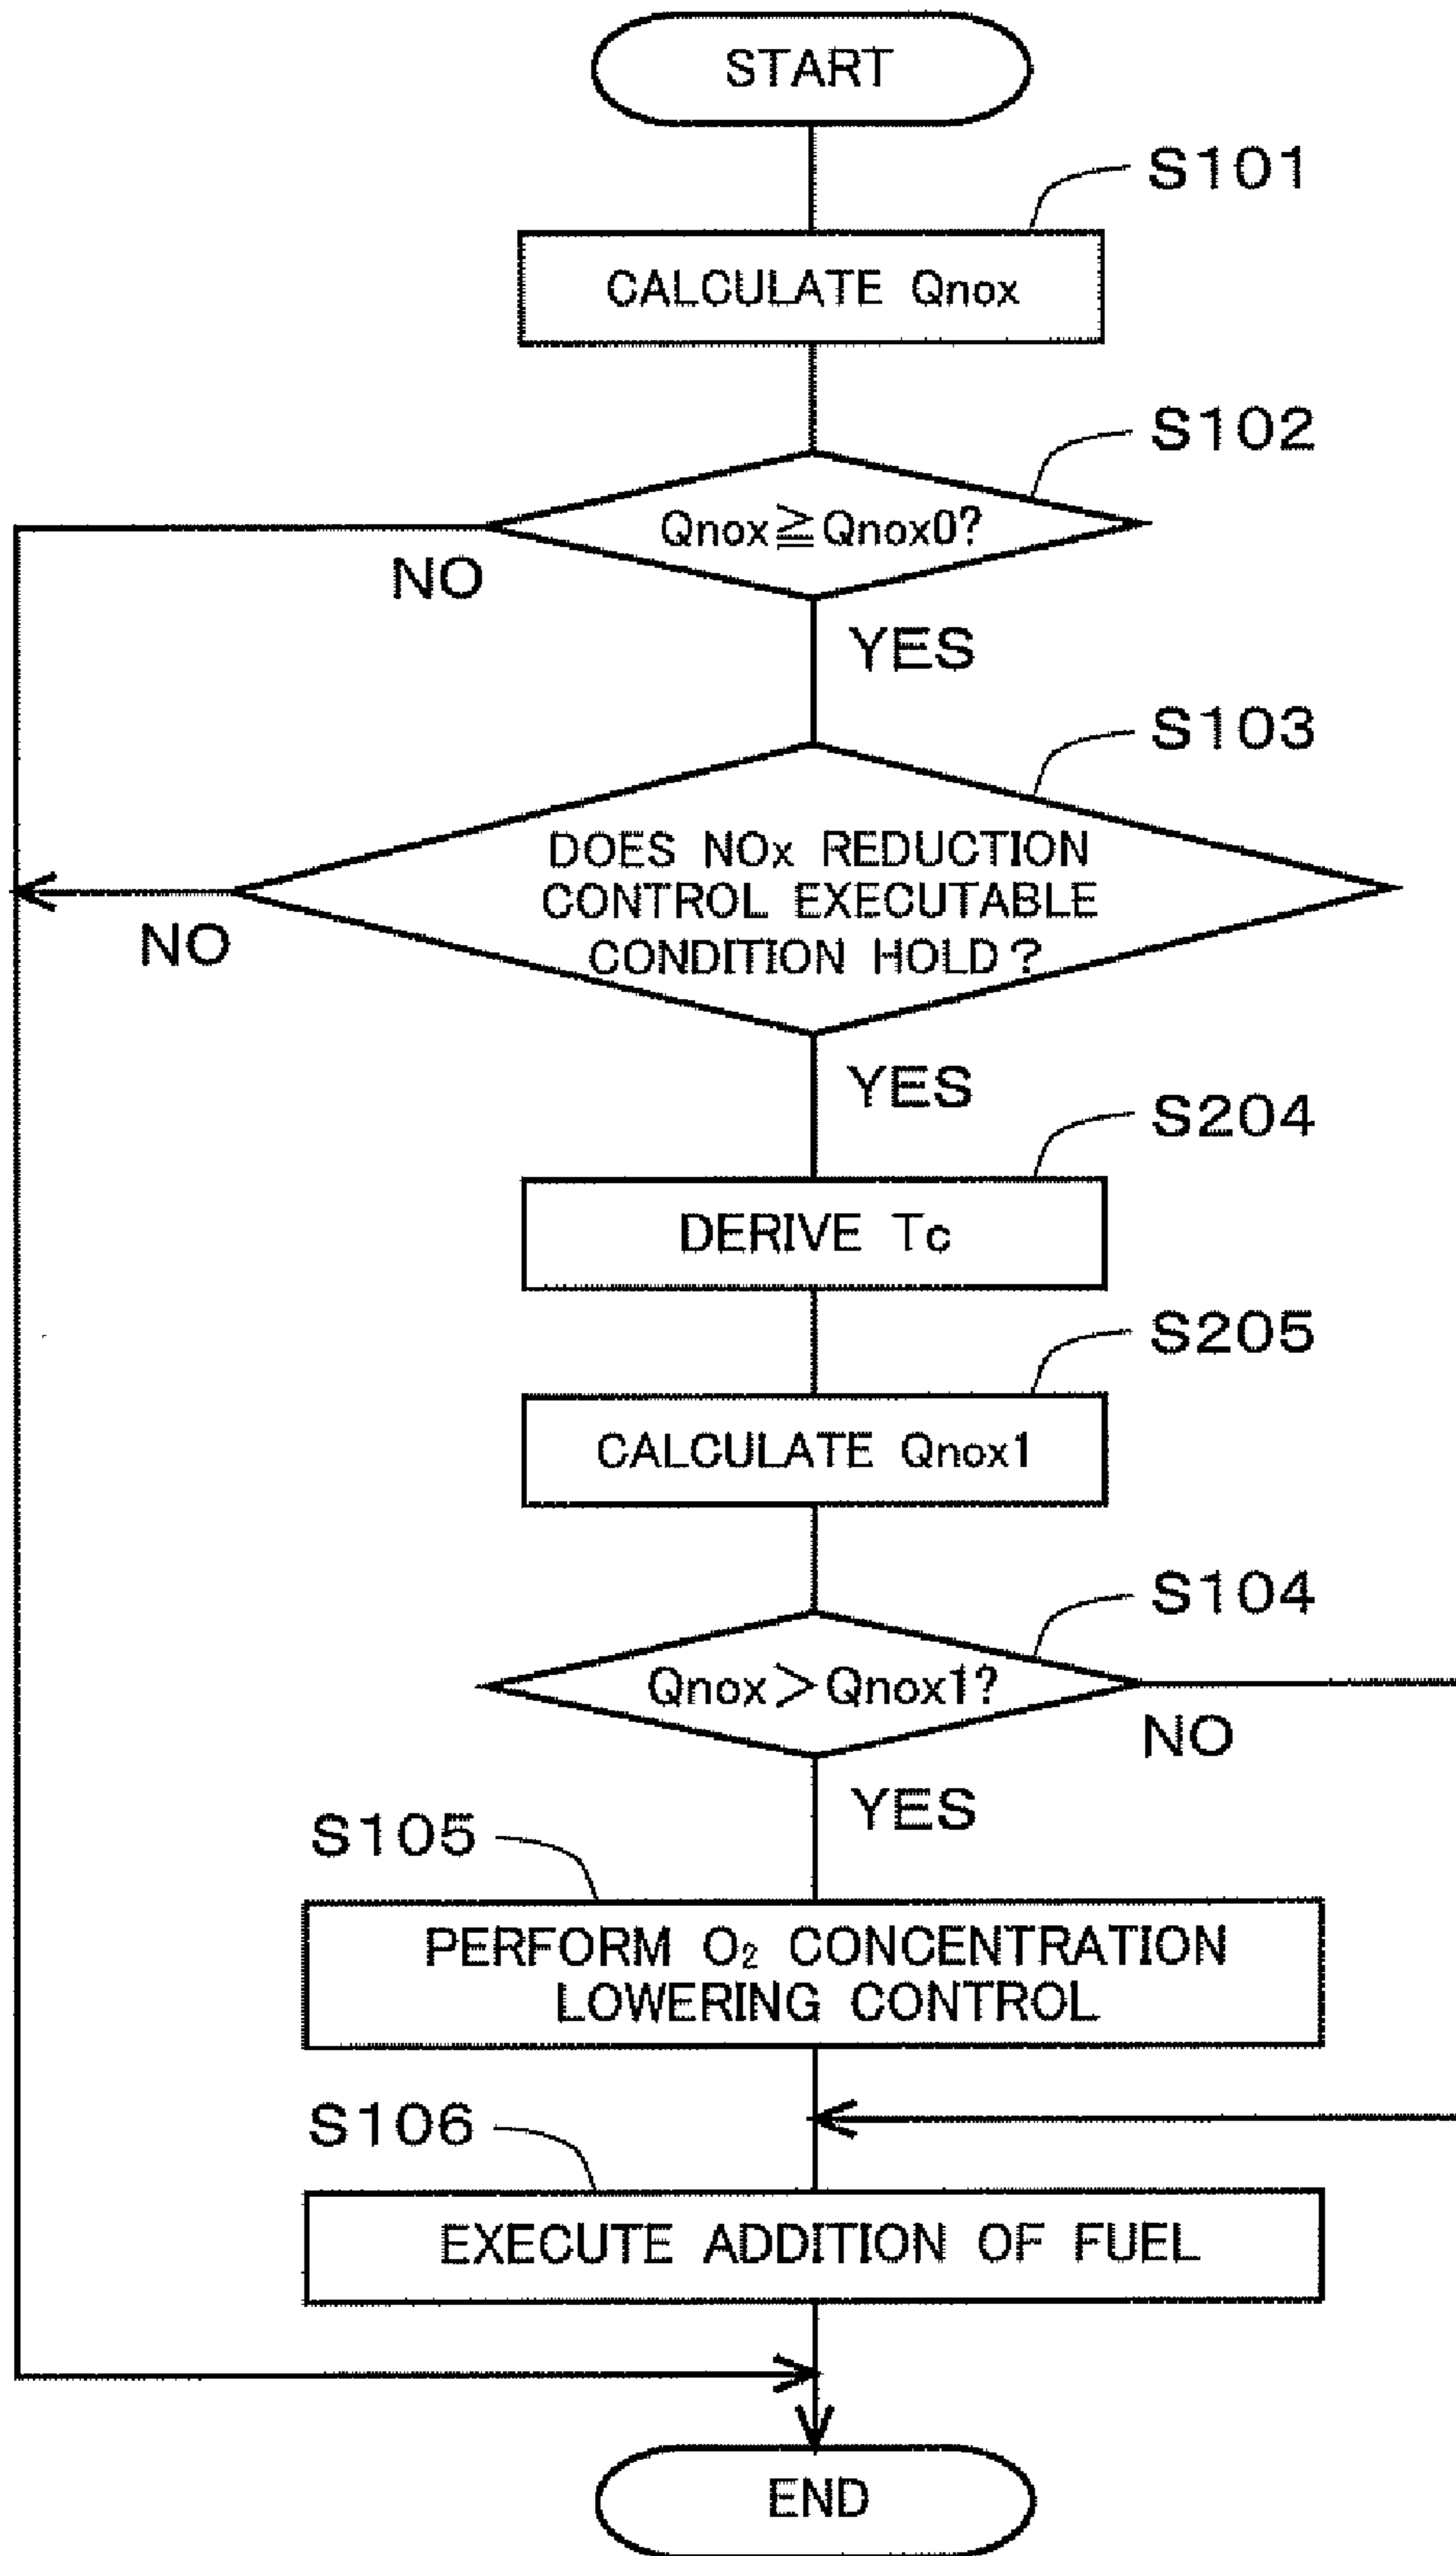 START
S101
CALCULATE Qnox
S102
Qnox≧Qnox0?
NO
YES
S103
DOES NOx REDUCTION
CONTROL EXECUTABLE
CONDITION HOLD?
NO
YES
S204
DERIVE Tc
S205
CALCULATE Qnox1
S104
Qnox>Qnox1?
NO
YES
S105
PERFORM O₂ CONCENTRATION
LOWERING CONTROL
S106
EXECUTE ADDITION OF FUEL
END